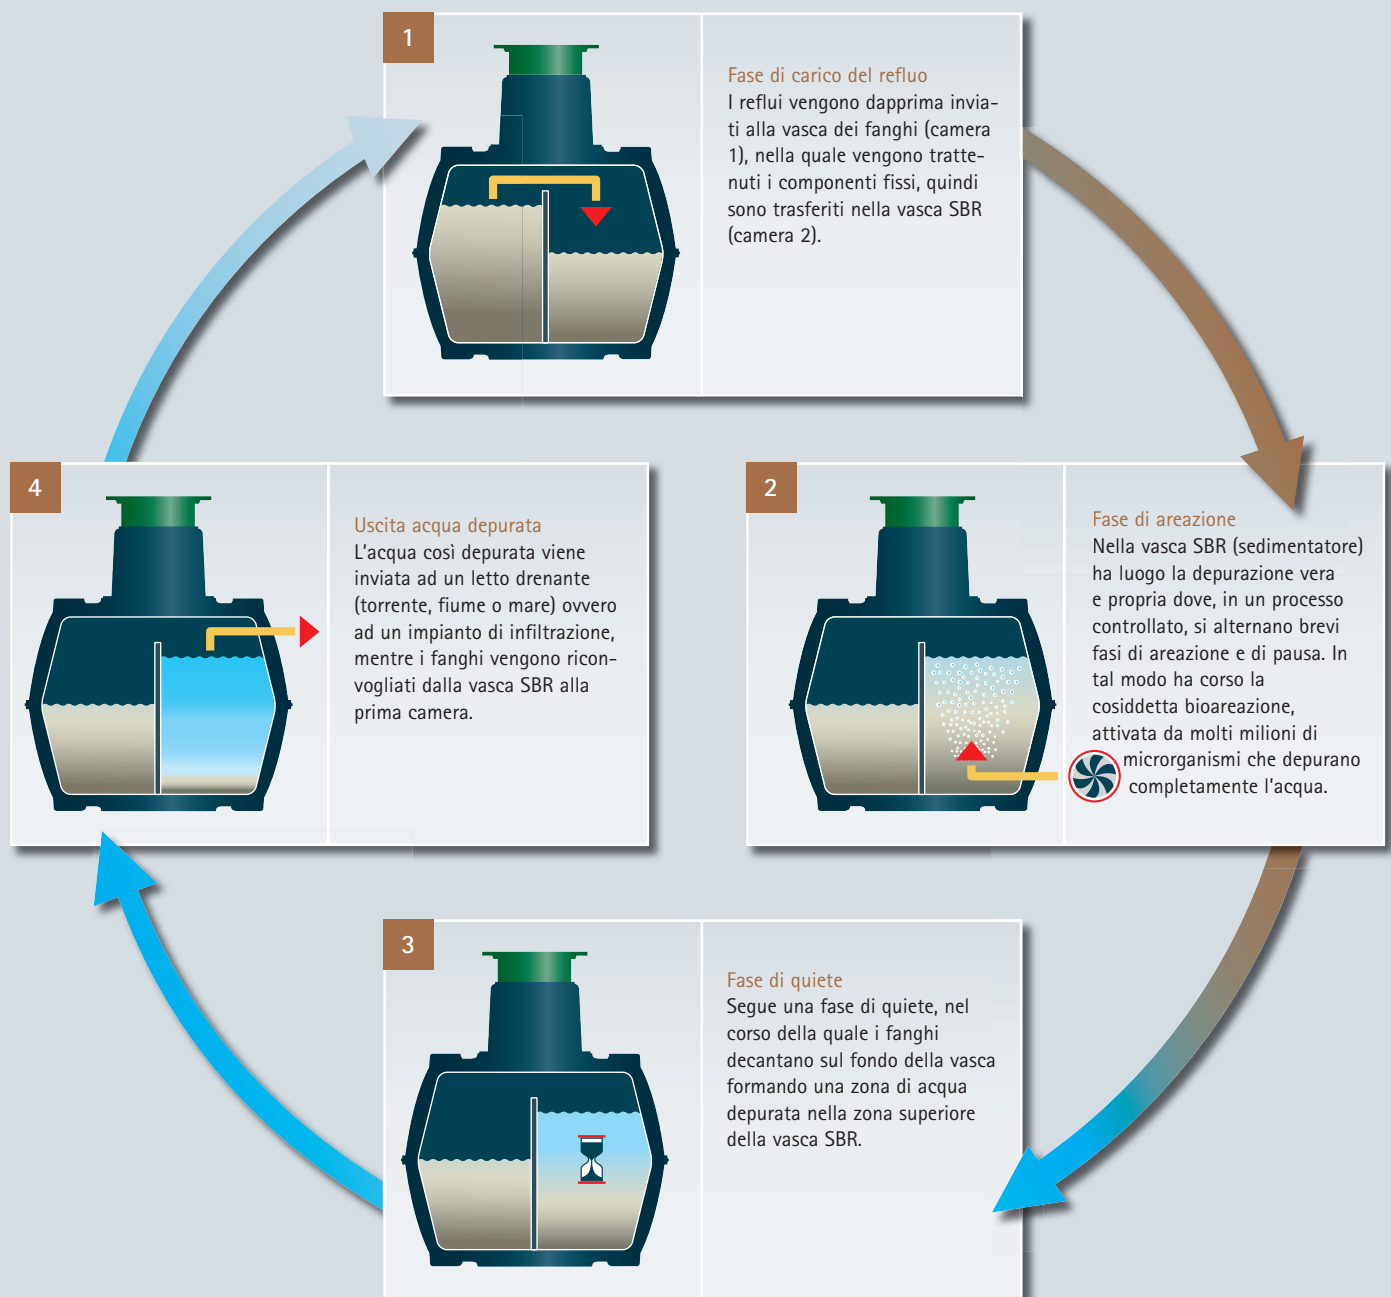 1
Fase di carico del refluo
I reflui vengono dapprima invia-
ti alla vasca dei fanghi (camera
1), nella quale vengono tratte-
nuti i componenti fissi, quindi
sono trasferiti nella vasca SBR
(camera 2).
2
Fase di areazione
Nella vasca SBR (sedimentatore)
ha luogo la depurazione vera
e propria dove, in un processo
controllato, si alternano brevi
fasi di areazione e di pausa. In
tal modo ha corso la
cosiddetta bioareazione,
attivata da molti milioni di
microrganismi che depurano
completamente l'acqua.
3
Fase di quiete
Segue una fase di quiete, nel
corso della quale i fanghi
decantano sul fondo della vasca
formando una zona di acqua
depurata nella zona superiore
della vasca SBR.
4
Uscita acqua depurata
L'acqua così depurata viene
inviata ad un letto drenante
(torrente, fiume o mare) ovvero
ad un impianto di infiltrazione,
mentre i fanghi vengono ricon-
vogliati dalla vasca SBR alla
prima camera.